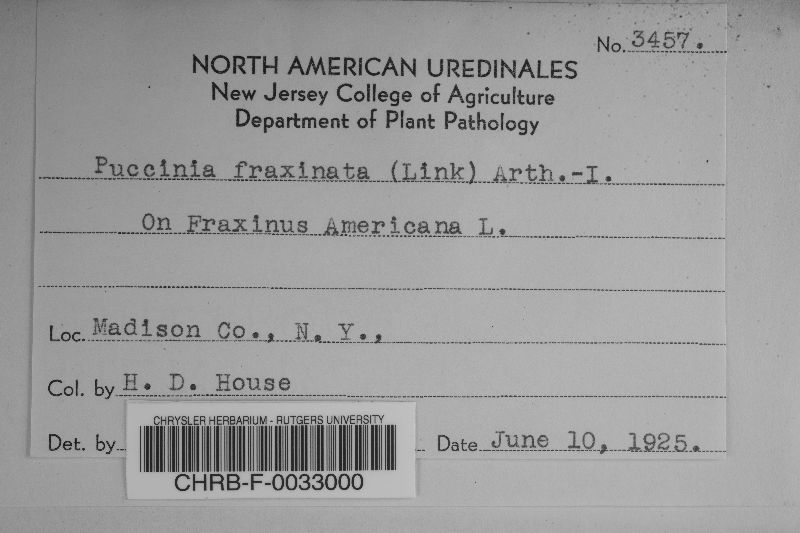 No. 3457.
NORTH AMERICAN UREDINALES
New Jersey College of Agriculture
Department of Plant Pathology
Puccinia fraxinata (Link) Arth.-I.
On Fraxinus Americana L.
Loc. Madison Co., N. Y.,
Col. by H. D. House
Det. by
Date June 10, 1925.
CHRYSLER HERBARIUM - RUTGERS UNIVERSITY
CHRB-F-0033000